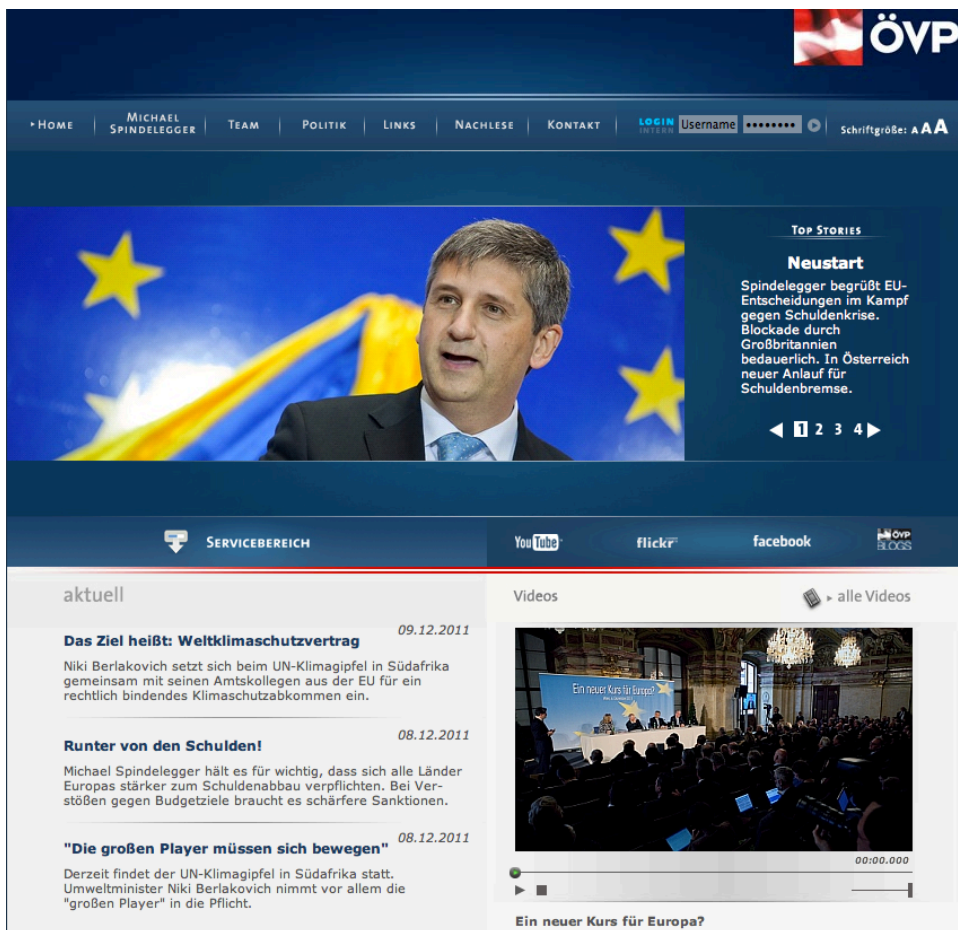 ÖVP
HOME
MICHAEL
SPINDELEGGER
TEAM
POLITIK
LINKS
NACHLESE
KONTAKT
LOGIN
INTERN
Username
Schriftgröße: A A A
TOP STORIES
Neustart
Spindelegger begrüßt EU-
Entscheidungen im Kampf
gegen Schuldenkrise.
Blockade durch
Großbritannien
bedauerlich. In Österreich
neuer Anlauf für
Schuldenbremse.
1 2 3 4
SERVICEBEREICH
YouTube
flickr
facebook
ÖVP
BLOGS
aktuell
09.12.2011
Das Ziel heißt: Weltklimaschutzvertrag
Niki Berlakovich setzt sich beim UN-Klimagipfel in Südafrika
gemeinsam mit seinen Amtskollegen aus der EU für ein
rechtlich bindendes Klimaschutzabkommen ein.
08.12.2011
Runter von den Schulden!
Michael Spindelegger hält es für wichtig, dass sich alle Länder
Europas stärker zum Schuldenabbau verpflichten. Bei Ver-
stößen gegen Budgetziele braucht es schärfere Sanktionen.
08.12.2011
"Die großen Player müssen sich bewegen"
Derzeit findet der UN-Klimagipfel in Südafrika statt.
Umweltminister Niki Berlakovich nimmt vor allem die
"großen Player" in die Pflicht.
Videos
alle Videos
Ein neuer Kurs für Europa?
00:00.000
Ein neuer Kurs für Europa?